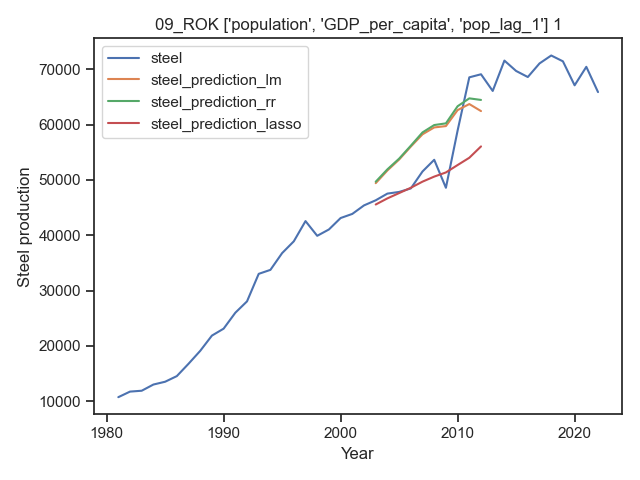 09_ROK ['population', 'GDP_per_capita', 'pop_lag_1'] 1
steel
steel_prediction_lm
steel_prediction_rr
steel_prediction_lasso
Steel production
70000
60000
50000
40000
30000
20000
10000
1980
1990
2000
2010
2020
Year